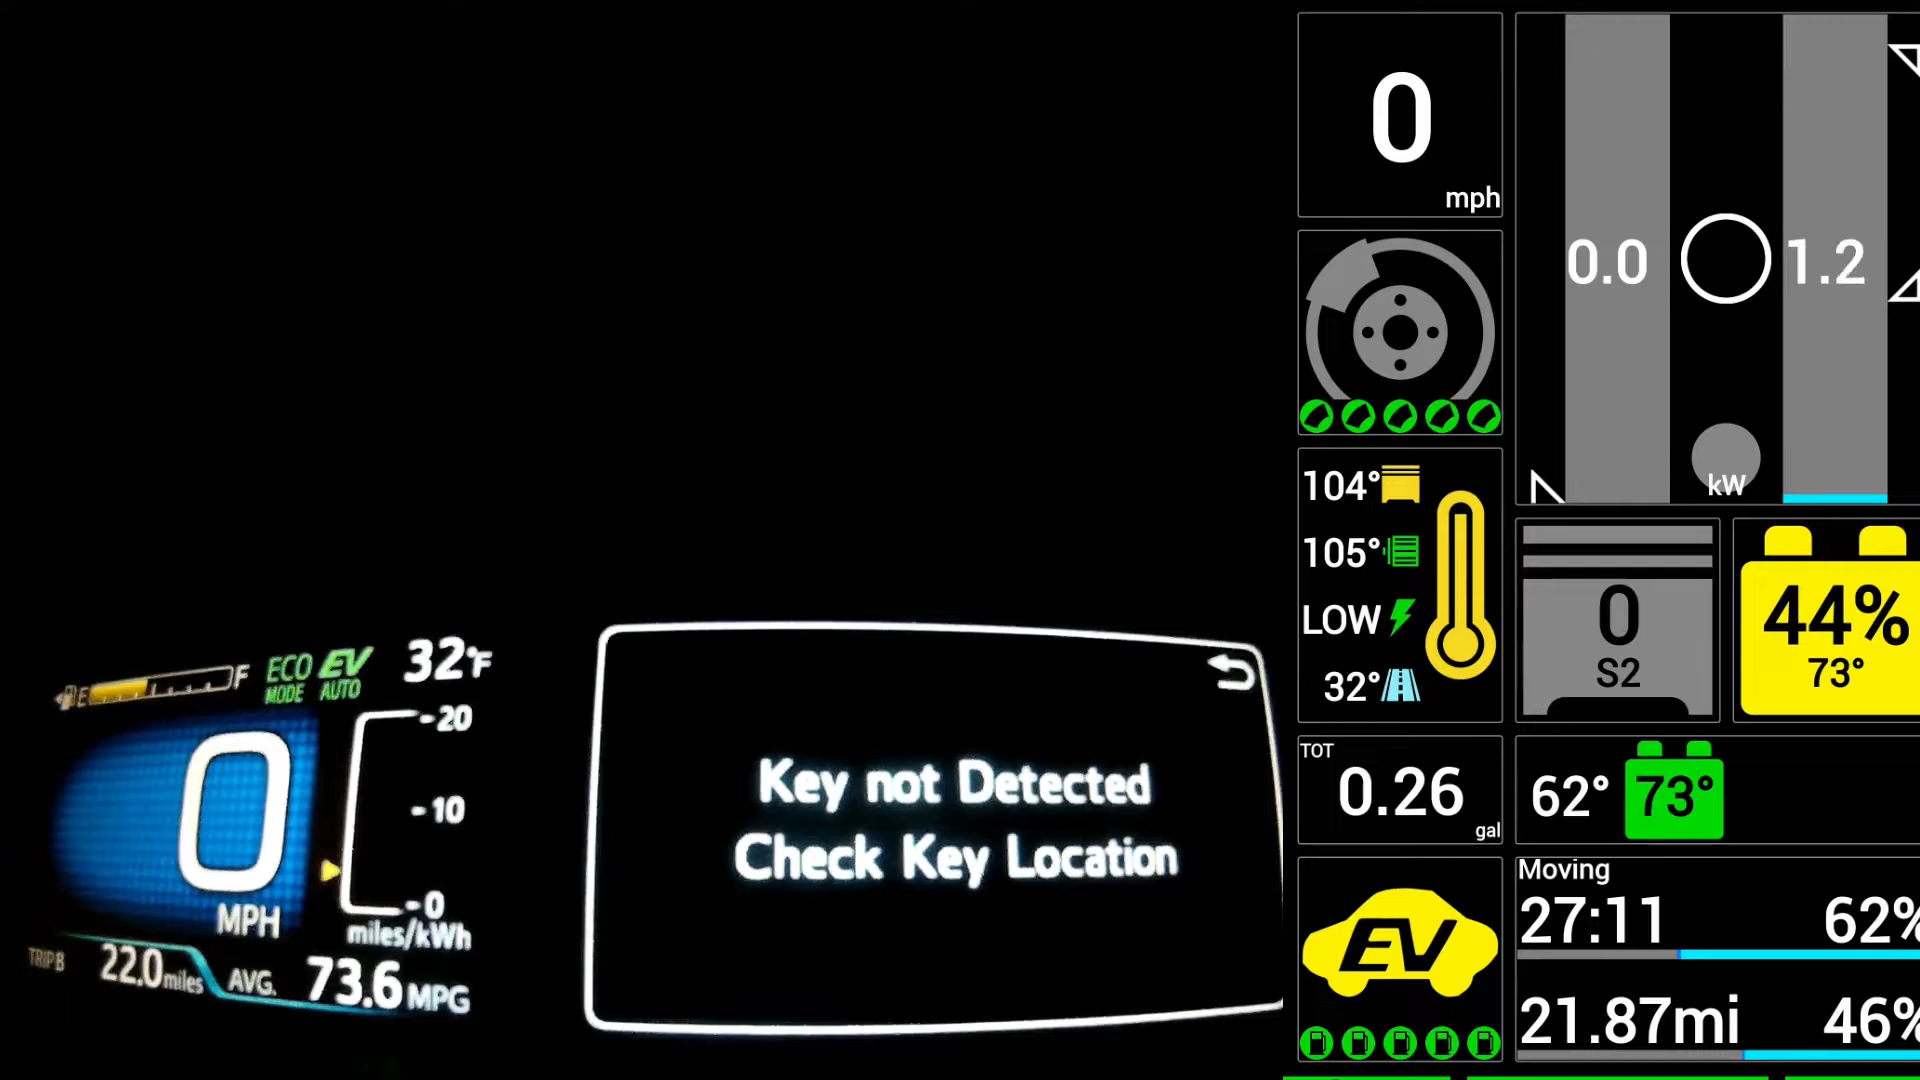 E F
ECO MODE
EV AUTO
32°F
0
MPH
20
10
0
miles/kWh
TRIP B 22.0 miles
AVG. 73.6 MPG
Key not Detected
Check Key Location
0
mph
0.0
1.2
kW
104°
105°
LOW
32°
0
S2
44%
73°
TOT
0.26
gal
62°
73°
EV
Moving
27:11 62%
21.87mi 46%